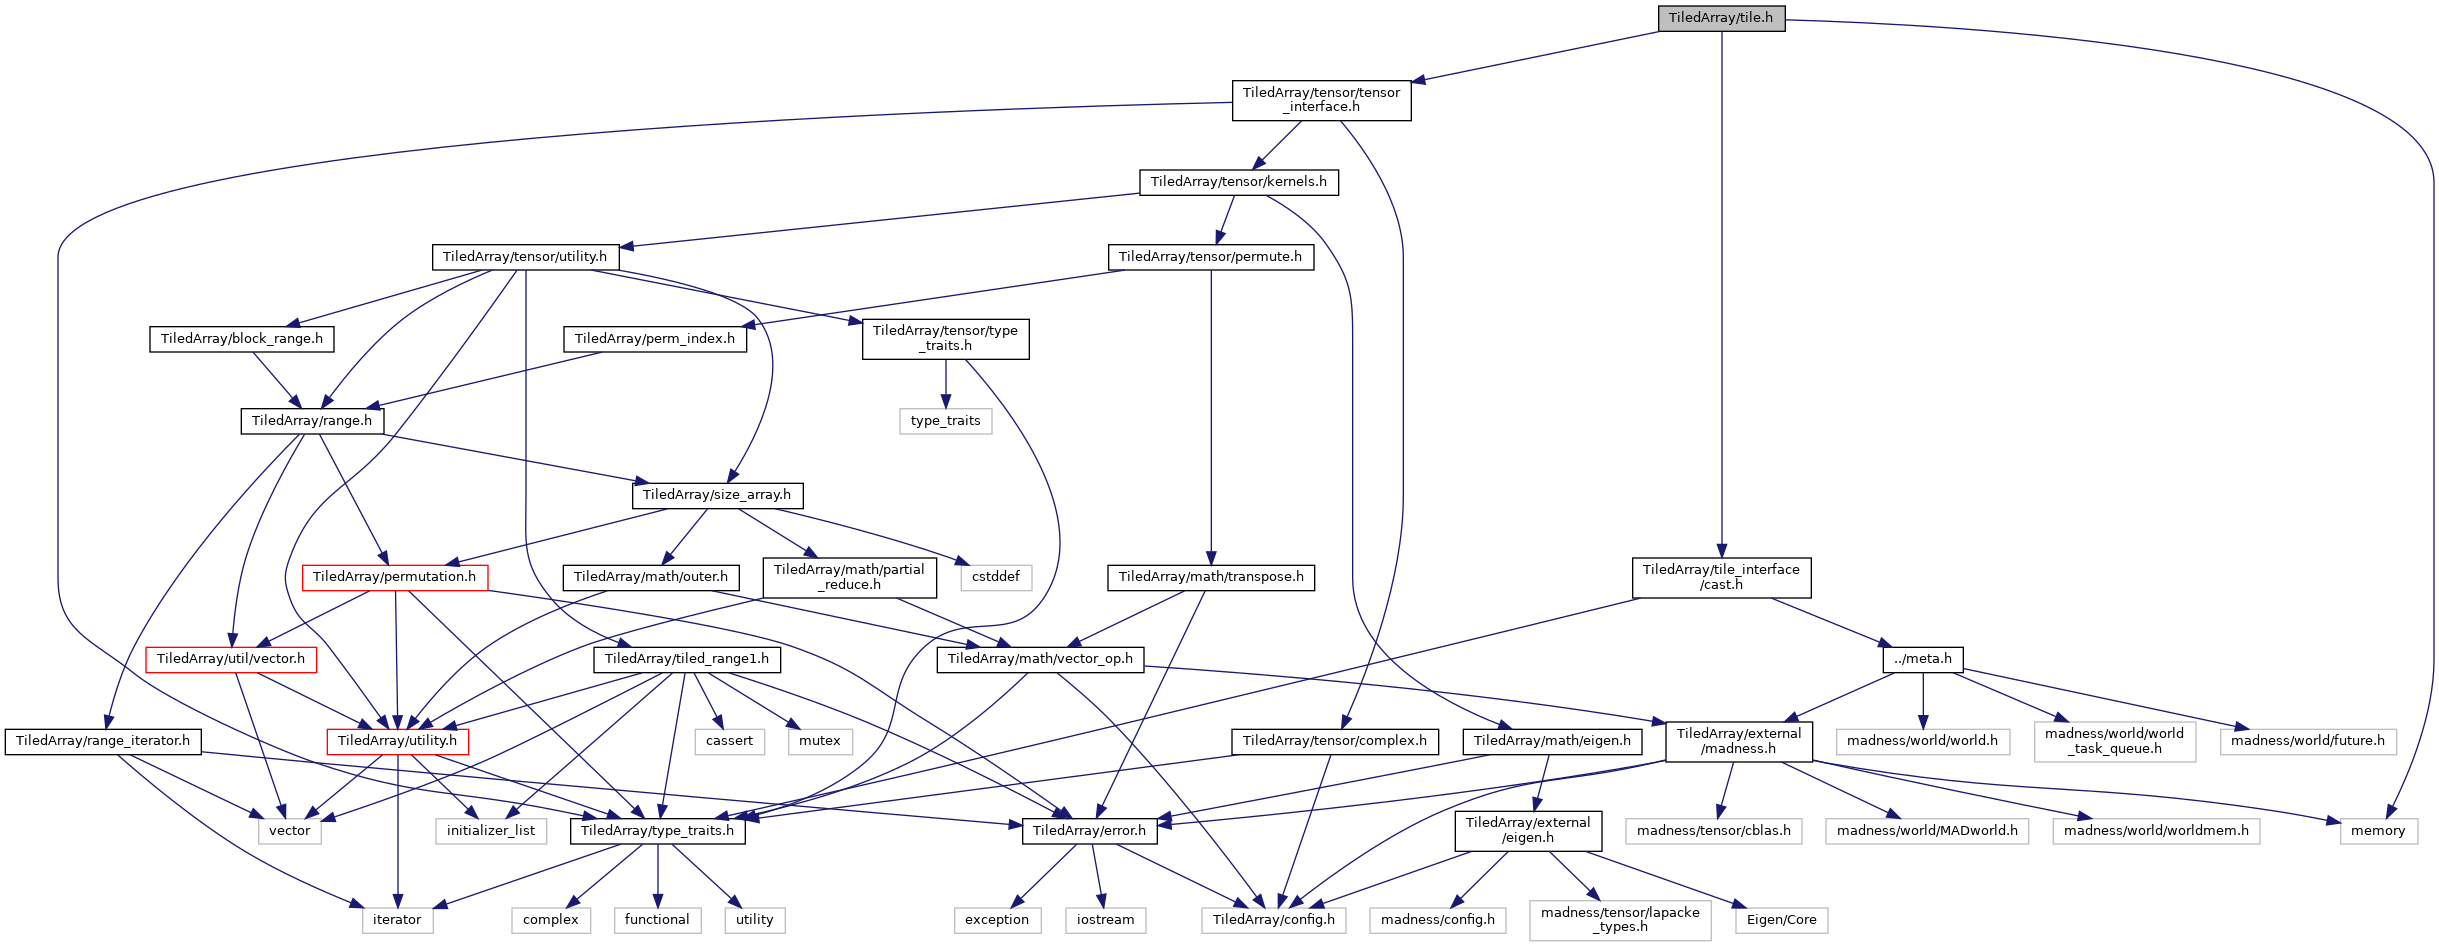 TiledArray/tile.h
TiledArray/tensor/tensor
_interface.h
TiledArray/tensor/kernels.h
TiledArray/tensor/utility.h
TiledArray/tensor/permute.h
TiledArray/block_range.h
TiledArray/perm_index.h
TiledArray/tensor/type
_traits.h
TiledArray/range.h
type_traits
TiledArray/size_array.h
TiledArray/permutation.h
TiledArray/math/outer.h
TiledArray/math/partial
_reduce.h
cstddef
TiledArray/math/transpose.h
TiledArray/tile_interface
/cast.h
TiledArray/util/vector.h
TiledArray/tiled_range1.h
TiledArray/math/vector_op.h
../meta.h
TiledArray/range_iterator.h
TiledArray/utility.h
cassert
mutex
TiledArray/tensor/complex.h
TiledArray/math/eigen.h
TiledArray/external
/madness.h
madness/world/world.h
madness/world/world
_task_queue.h
madness/world/future.h
vector
initializer_list
TiledArray/type_traits.h
TiledArray/error.h
TiledArray/external
/eigen.h
madness/tensor/cblas.h
madness/world/MADworld.h
madness/world/worldmem.h
memory
iterator
complex
functional
utility
exception
iostream
TiledArray/config.h
madness/config.h
madness/tensor/lapacke
_types.h
Eigen/Core